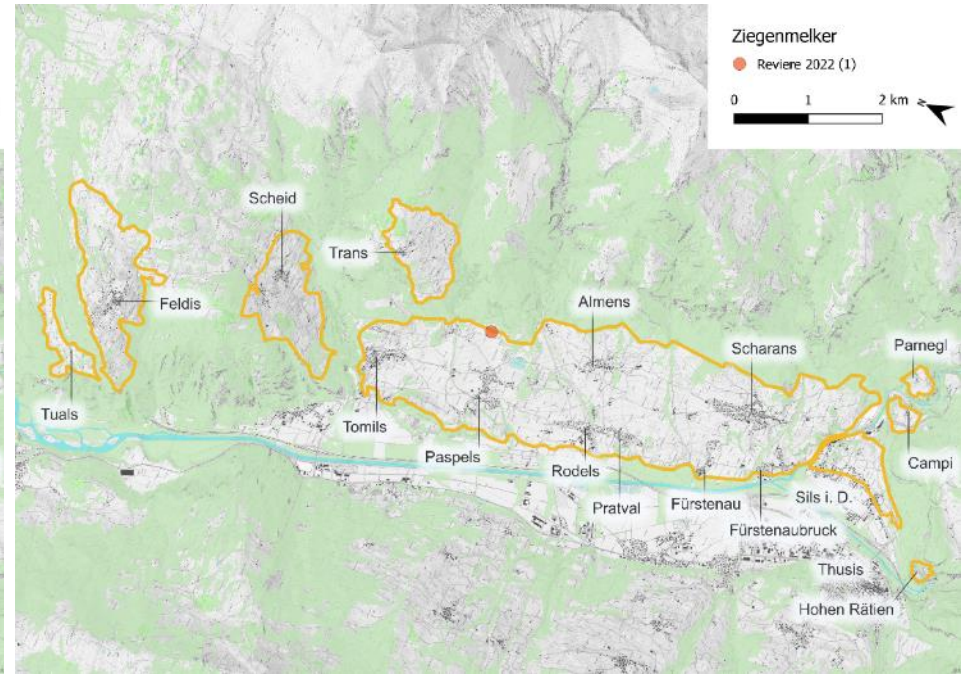 Ziegenmelker
Reviere 2022 (1)
0 1 2 km N
Scheid
Trans
Feldis
Almens
Scharans
Parnegl
Tuals
Tomils
Paspels
Rodels
Pratval
Fürstenau
Fürstenaubruck
Sils i. D.
Campi
Thusis
Hohen Rätien